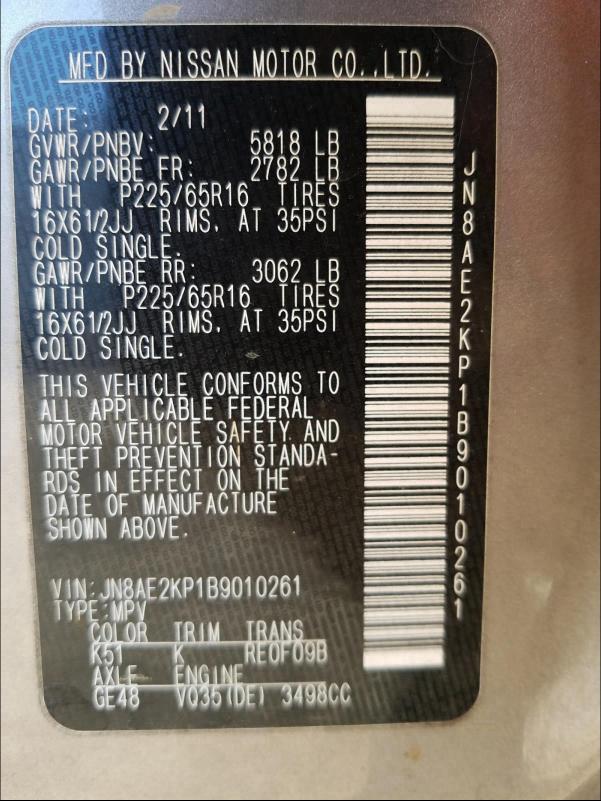 MFD BY NISSAN MOTOR CO.,LTD.
DATE: 2/11
GVWR/PNBV: 5818 LB
GAWR/PNBE FR: 2782 LB
WITH P225/65R16 TIRES
16X61/2JJ RIMS, AT 35PSI
COLD SINGLE.
GAWR/PNBE RR: 3062 LB
WITH P225/65R16 TIRES
16X61/2JJ RIMS, AT 35PSI
COLD SINGLE.
THIS VEHICLE CONFORMS TO
ALL APPLICABLE FEDERAL
MOTOR VEHICLE SAFETY AND
THEFT PREVENTION STANDA-
RDS IN EFFECT ON THE
DATE OF MANUFACTURE
SHOWN ABOVE.
VIN:JN8AE2KP1B9010261
TYPE:MPV
COLOR TRIM TRANS
K51 K RE0F09B
AXLE ENGINE
GE48 VQ35(DE) 3498CC
JN8AE2KP1B9010261